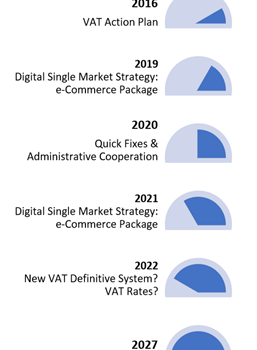 2016
VAT Action Plan
2019
Digital Single Market Strategy:
e-Commerce Package
2020
Quick Fixes &
Administrative Cooperation
2021
Digital Single Market Strategy:
e-Commerce Package
2022
New VAT Definitive System?
VAT Rates?
2027